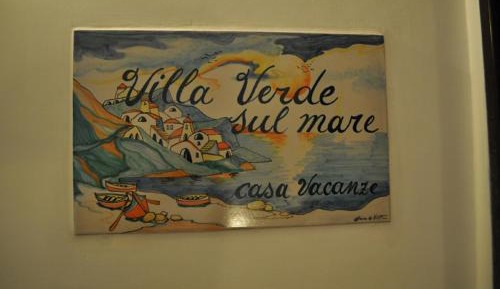 Villa Verde
sul mare
casa Vacanze